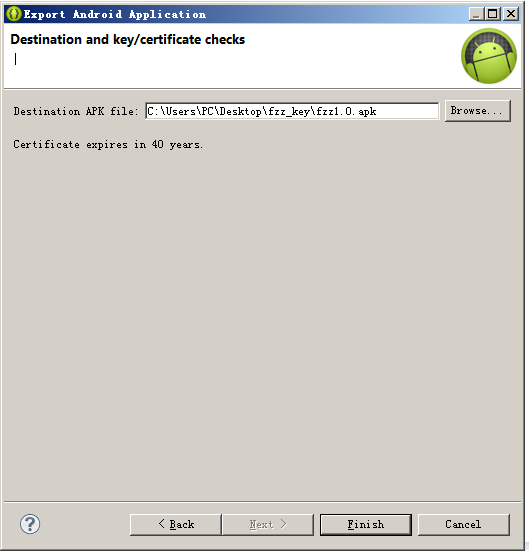 Export Android Application
Destination and key/certificate checks
Destination APK file: C:\Users\PC\Desktop\fzz_key\fzz1.0.apk Browse...
Certificate expires in 40 years.
? < Back Next > Finish Cancel